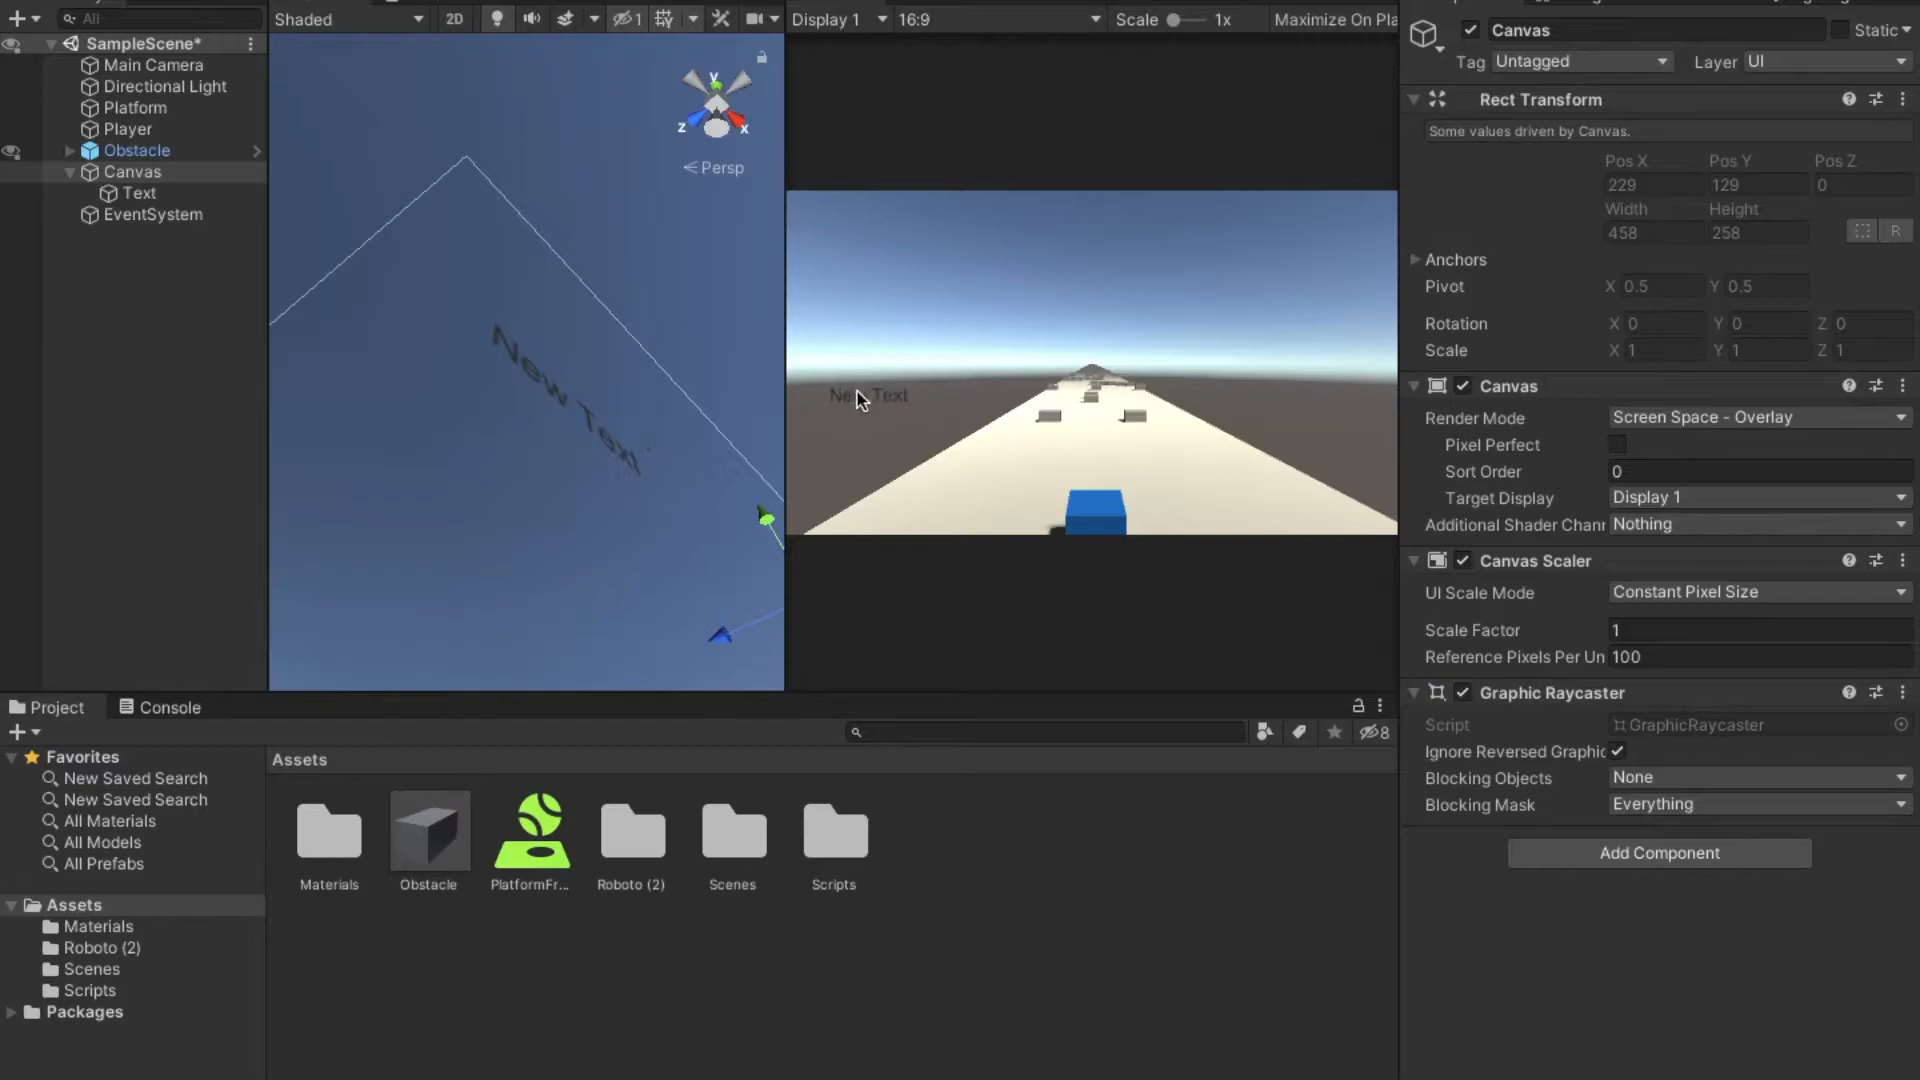 All
Shaded
2D
1
Display 1
16:9
Scale
1x
Maximize On Pla
SampleScene*
Main Camera
Directional Light
Platform
Player
Obstacle
Canvas
Text
EventSystem
y
z
x
Persp
New Text
Text
Canvas
Static
Tag
Untagged
Layer
UI
Rect Transform
Some values driven by Canvas.
Pos X
Pos Y
Pos Z
229
129
0
Width
Height
458
258
R
Anchors
Pivot
X 0.5
Y 0.5
Rotation
X 0
Y 0
Z 0
Scale
X 1
Y 1
Z 1
Canvas
Render Mode
Screen Space - Overlay
Pixel Perfect
Sort Order
0
Target Display
Display 1
Additional Shader Chanr
Nothing
Canvas Scaler
UI Scale Mode
Constant Pixel Size
Scale Factor
1
Reference Pixels Per Un
100
Graphic Raycaster
Script
GraphicRaycaster
Ignore Reversed Graphic
Blocking Objects
None
Blocking Mask
Everything
Add Component
Project
Console
8
Favorites
New Saved Search
New Saved Search
All Materials
All Models
All Prefabs
Assets
Materials
Roboto (2)
Scenes
Scripts
Packages
Assets
Materials
Obstacle
PlatformFr...
Roboto (2)
Scenes
Scripts